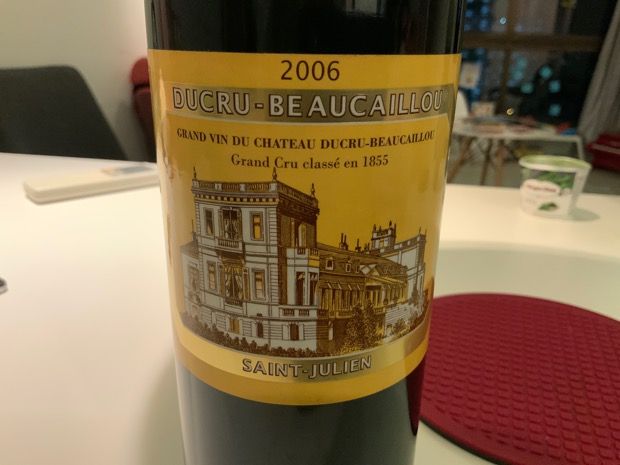 2006
DUCRU-BEAUCAILLOU
GRAND VIN DU CHATEAU DUCRU-BEAUCAILLOU
Grand Cru classé en 1855
SAINT-JULIEN